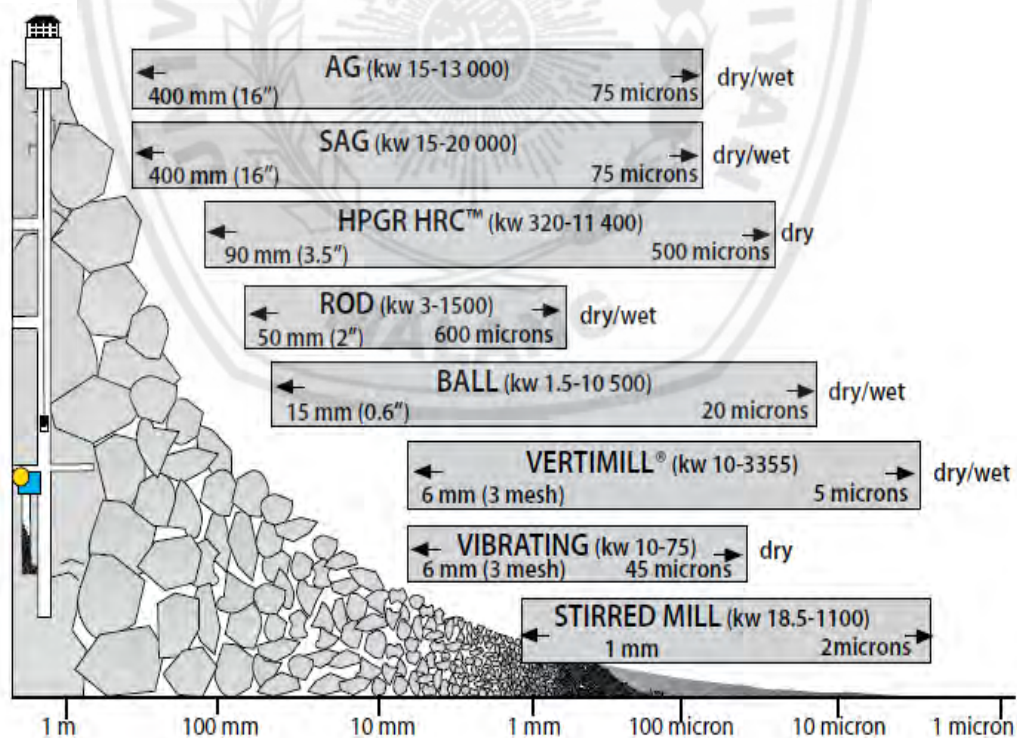 AG (kw 15-13 000)
400 mm (16”)
75 microns
dry/wet
SAG (kw 15-20 000)
400 mm (16”)
75 microns
dry/wet
HPGR HRC™ (kw 320-11 400)
90 mm (3.5”)
500 microns
dry
ROD (kw 3-1500)
50 mm (2”)
600 microns
dry/wet
BALL (kw 1.5-10 500)
15 mm (0.6”)
20 microns
dry/wet
VERTIMILL® (kw 10-3355)
6 mm (3 mesh)
5 microns
dry/wet
VIBRATING (kw 10-75)
6 mm (3 mesh)
45 microns
dry
STIRRED MILL (kw 18.5-1100)
1 mm
2microns
1 m
100 mm
10 mm
1 mm
100 micron
10 micron
1 micron